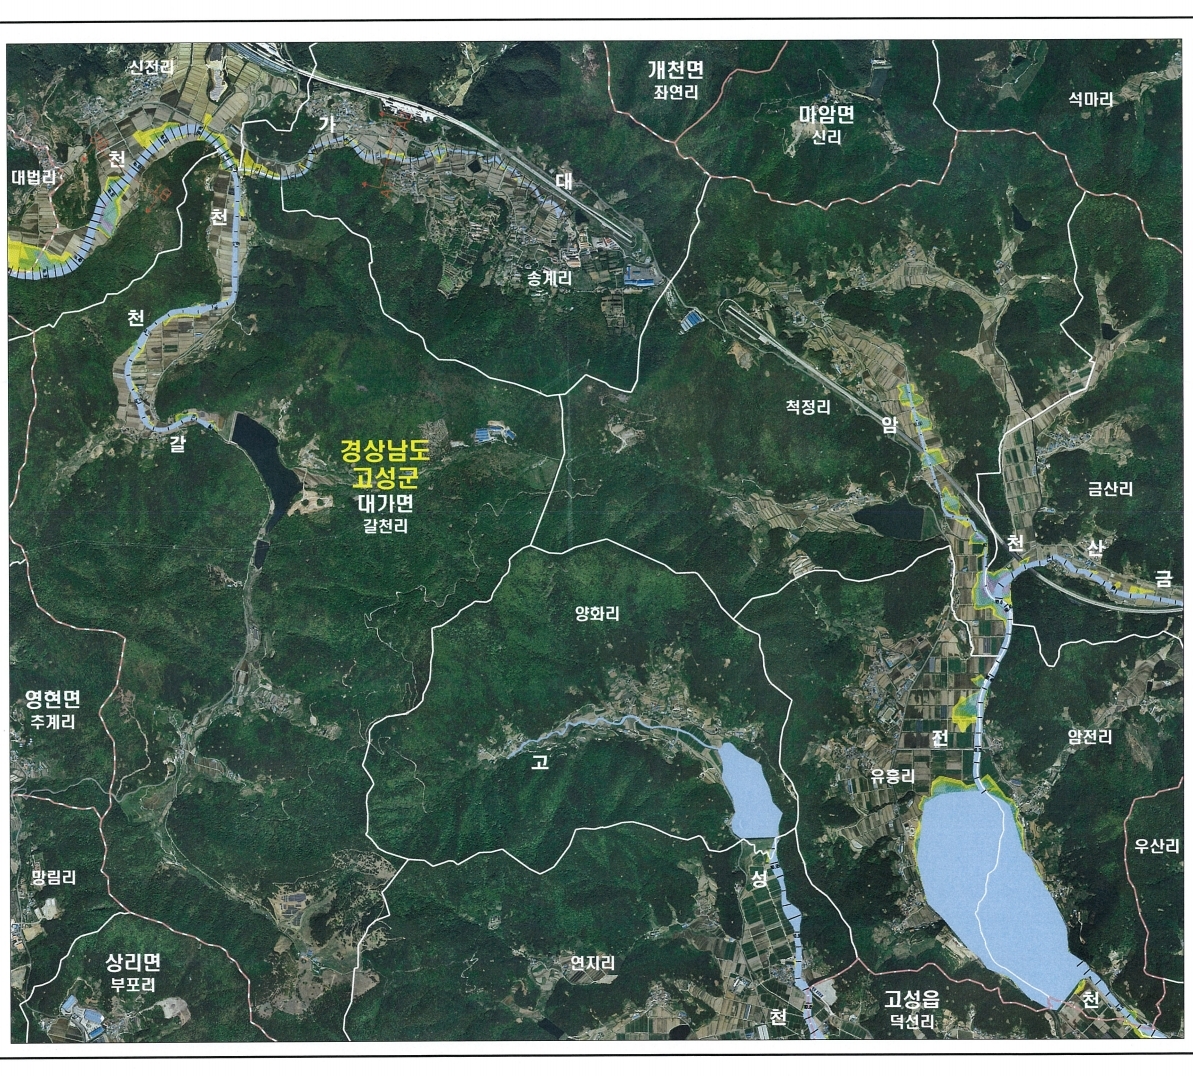 신전리
개천면
좌연리
석마리
마암면
신리
가
천
대법리
대
천
송계리
천
척정리
암
갈
경상남도
고성군
대가면
갈천리
금산리
천
산
금
양화리
영현면
추계리
암전리
전
고
유흥리
우산리
망림리
성
상리면
부포리
연지리
고성읍
덕선리
천
천